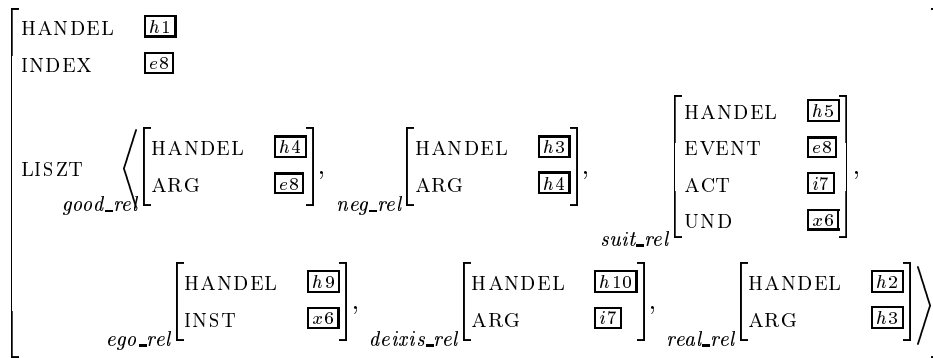 HANDEL h1
INDEX e8
LISZT ⟨ good_rel [HANDEL h4, ARG e8], neg_rel [HANDEL h3, ARG h4], suit_rel [HANDEL h5, EVENT e8, ACT i7, UND x6],
ego_rel [HANDEL h9, INST x6], deixis_rel [HANDEL h10, ARG i7], real_rel [HANDEL h2, ARG h3] ⟩